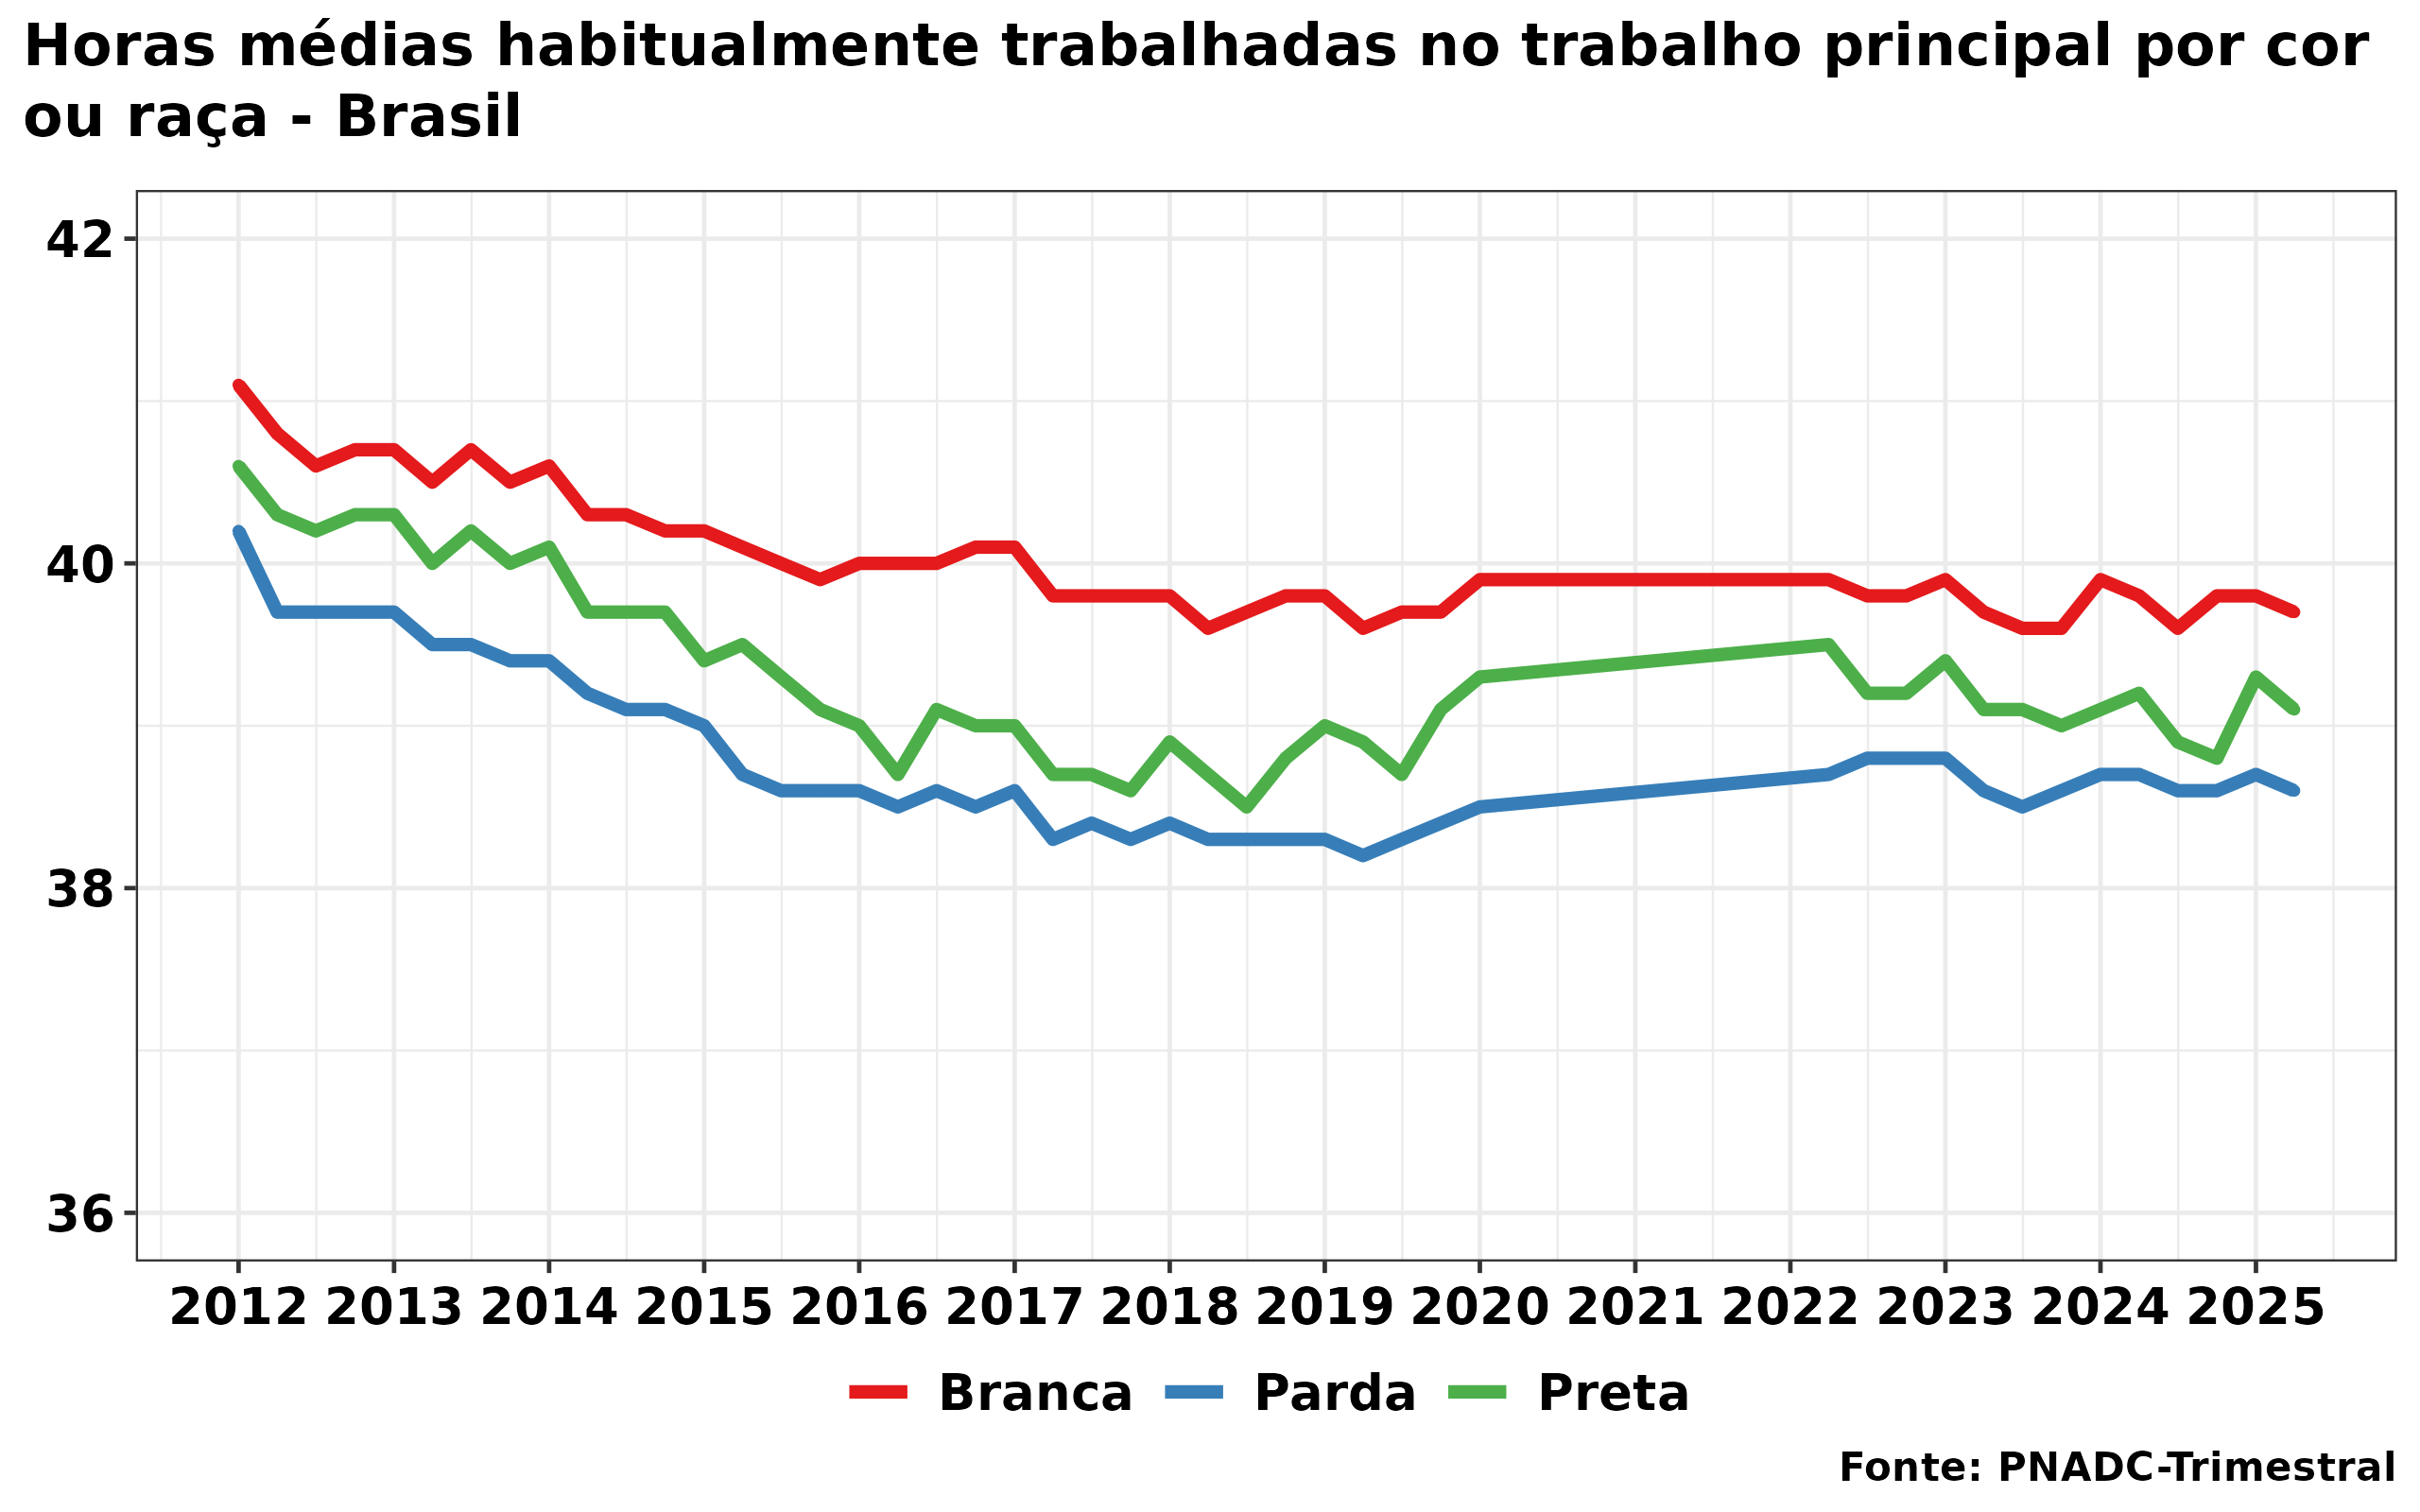 Horas médias habitualmente trabalhadas no trabalho principal por cor
ou raça - Brasil
42
40
38
36
2012 2013 2014 2015 2016 2017 2018 2019 2020 2021 2022 2023 2024 2025
Branca Parda Preta
Fonte: PNADC-Trimestral